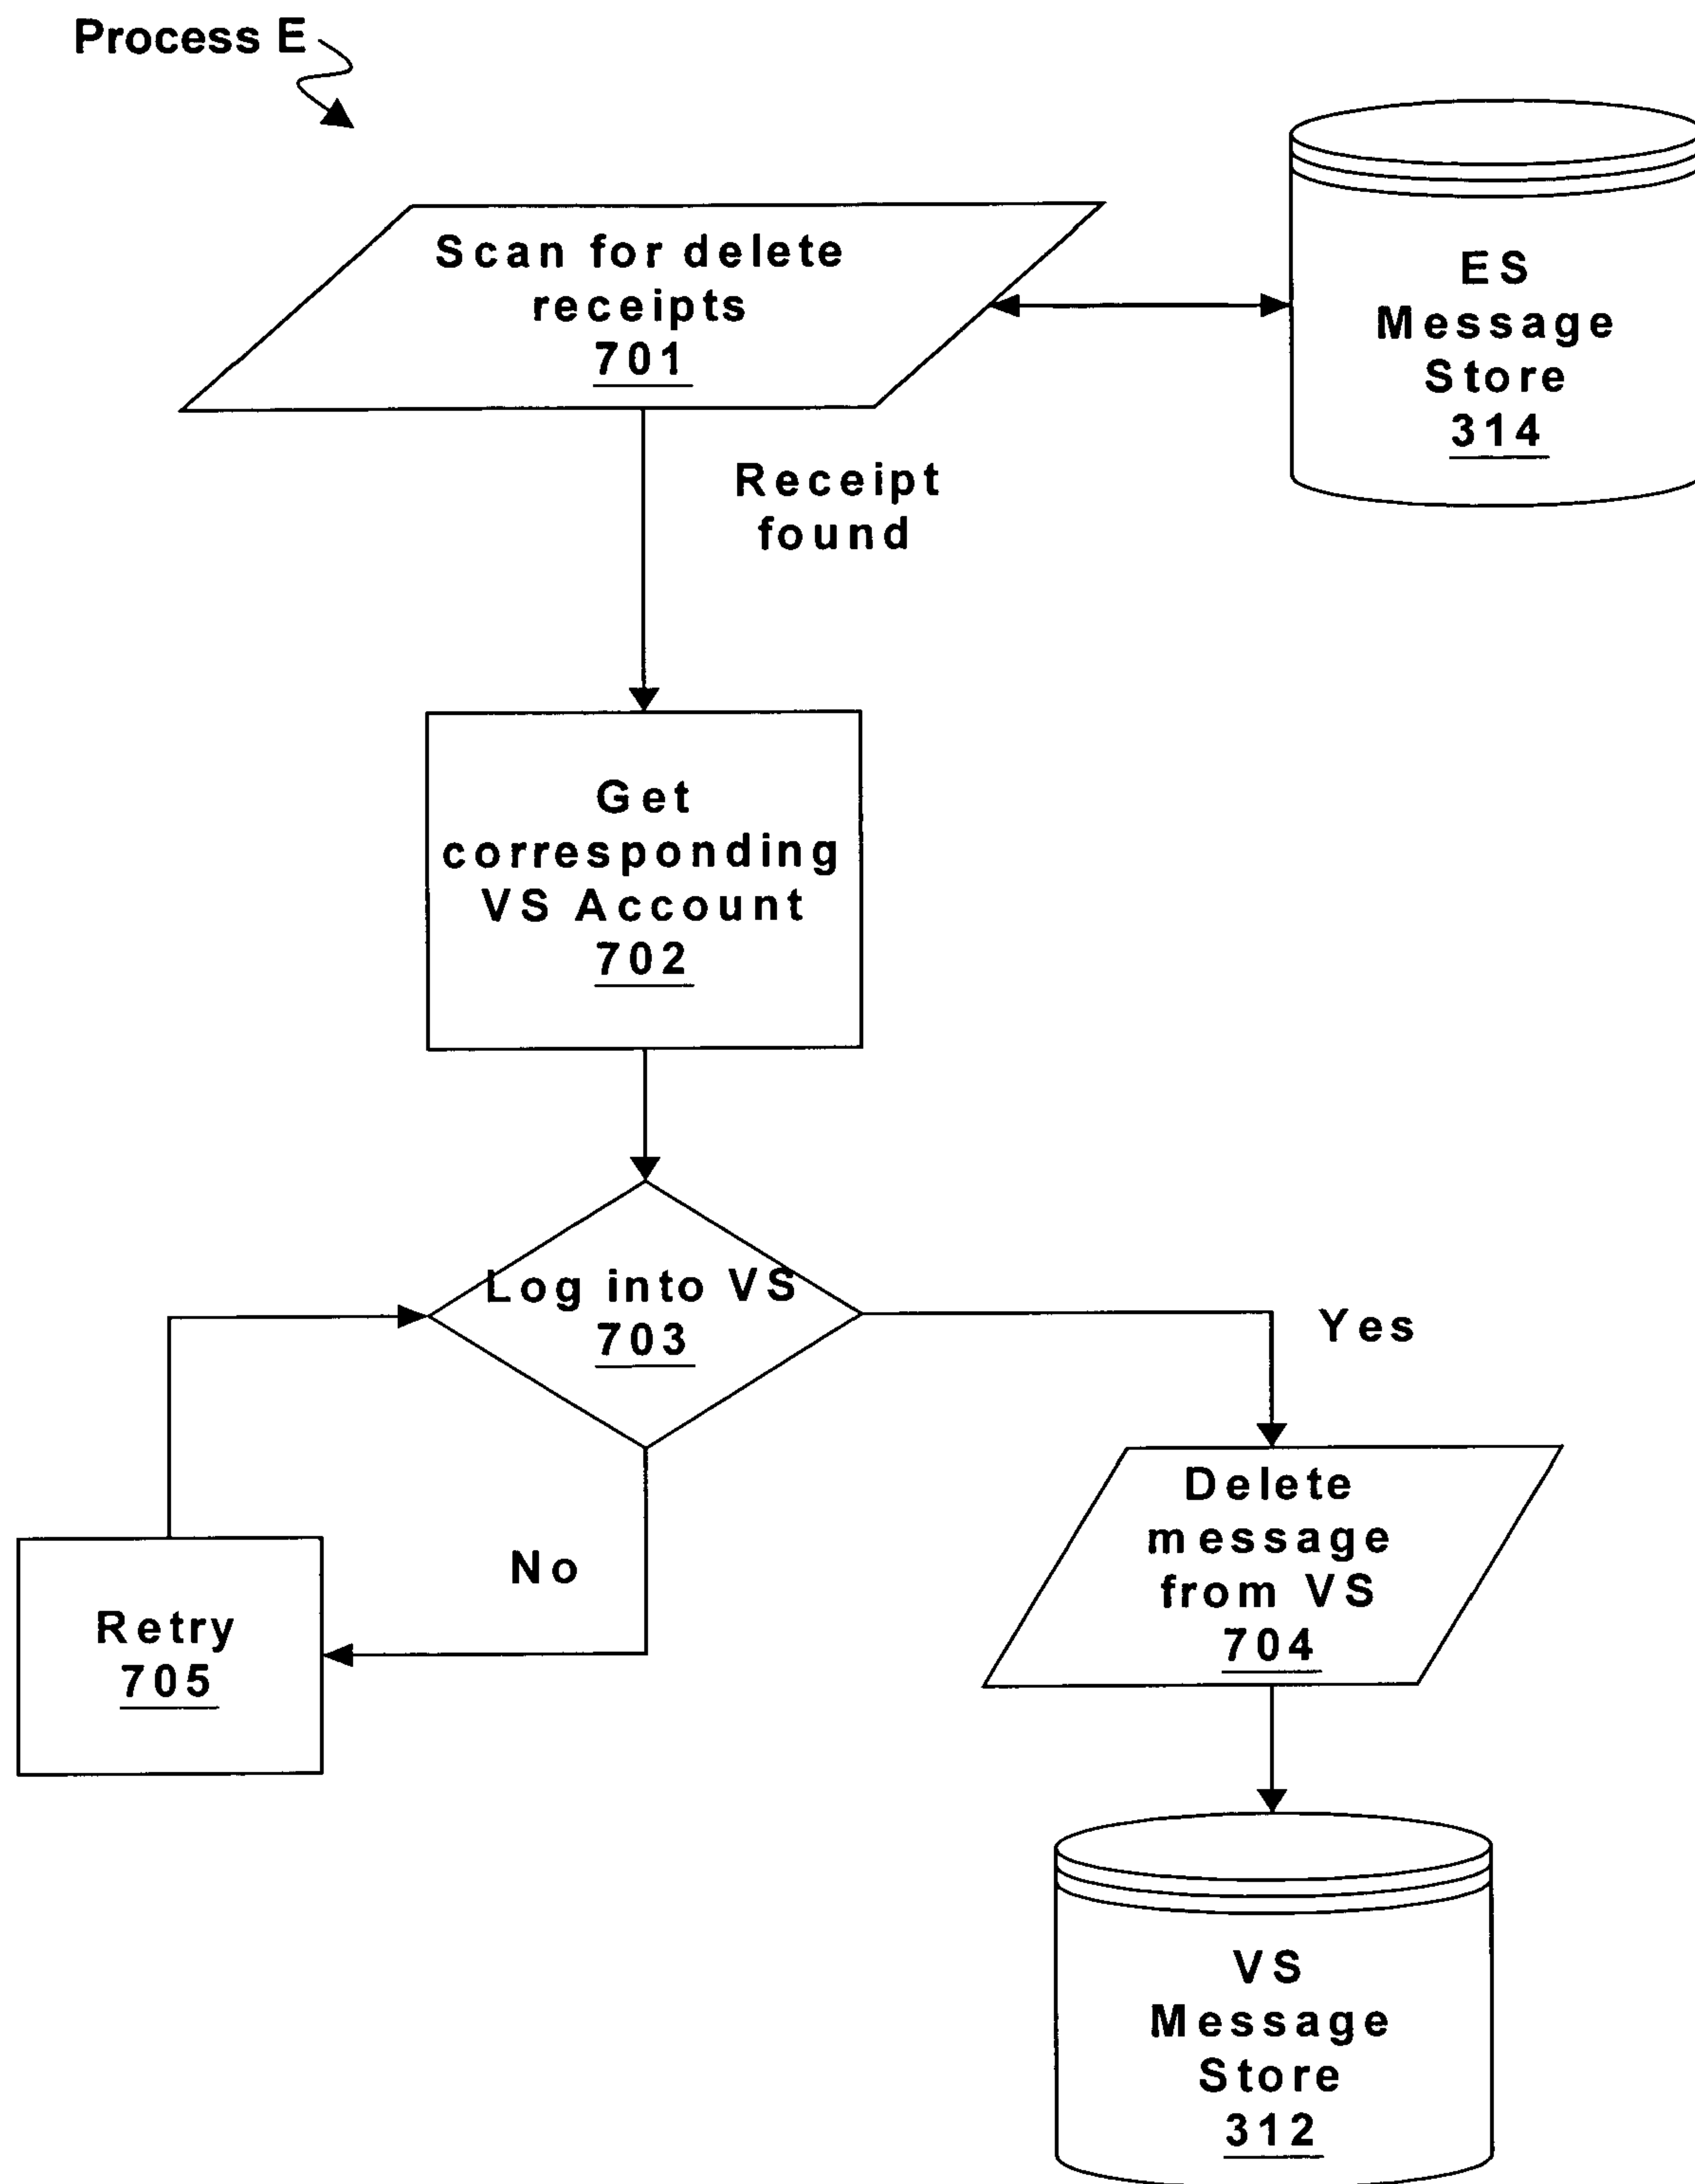 Process E
Scan for delete
receipts
701
ES
Message
Store
314
Receipt
found
Get
corresponding
VS Account
702
Log into VS
703
Yes
No
Retry
705
Delete
message
from VS
704
VS
Message
Store
312